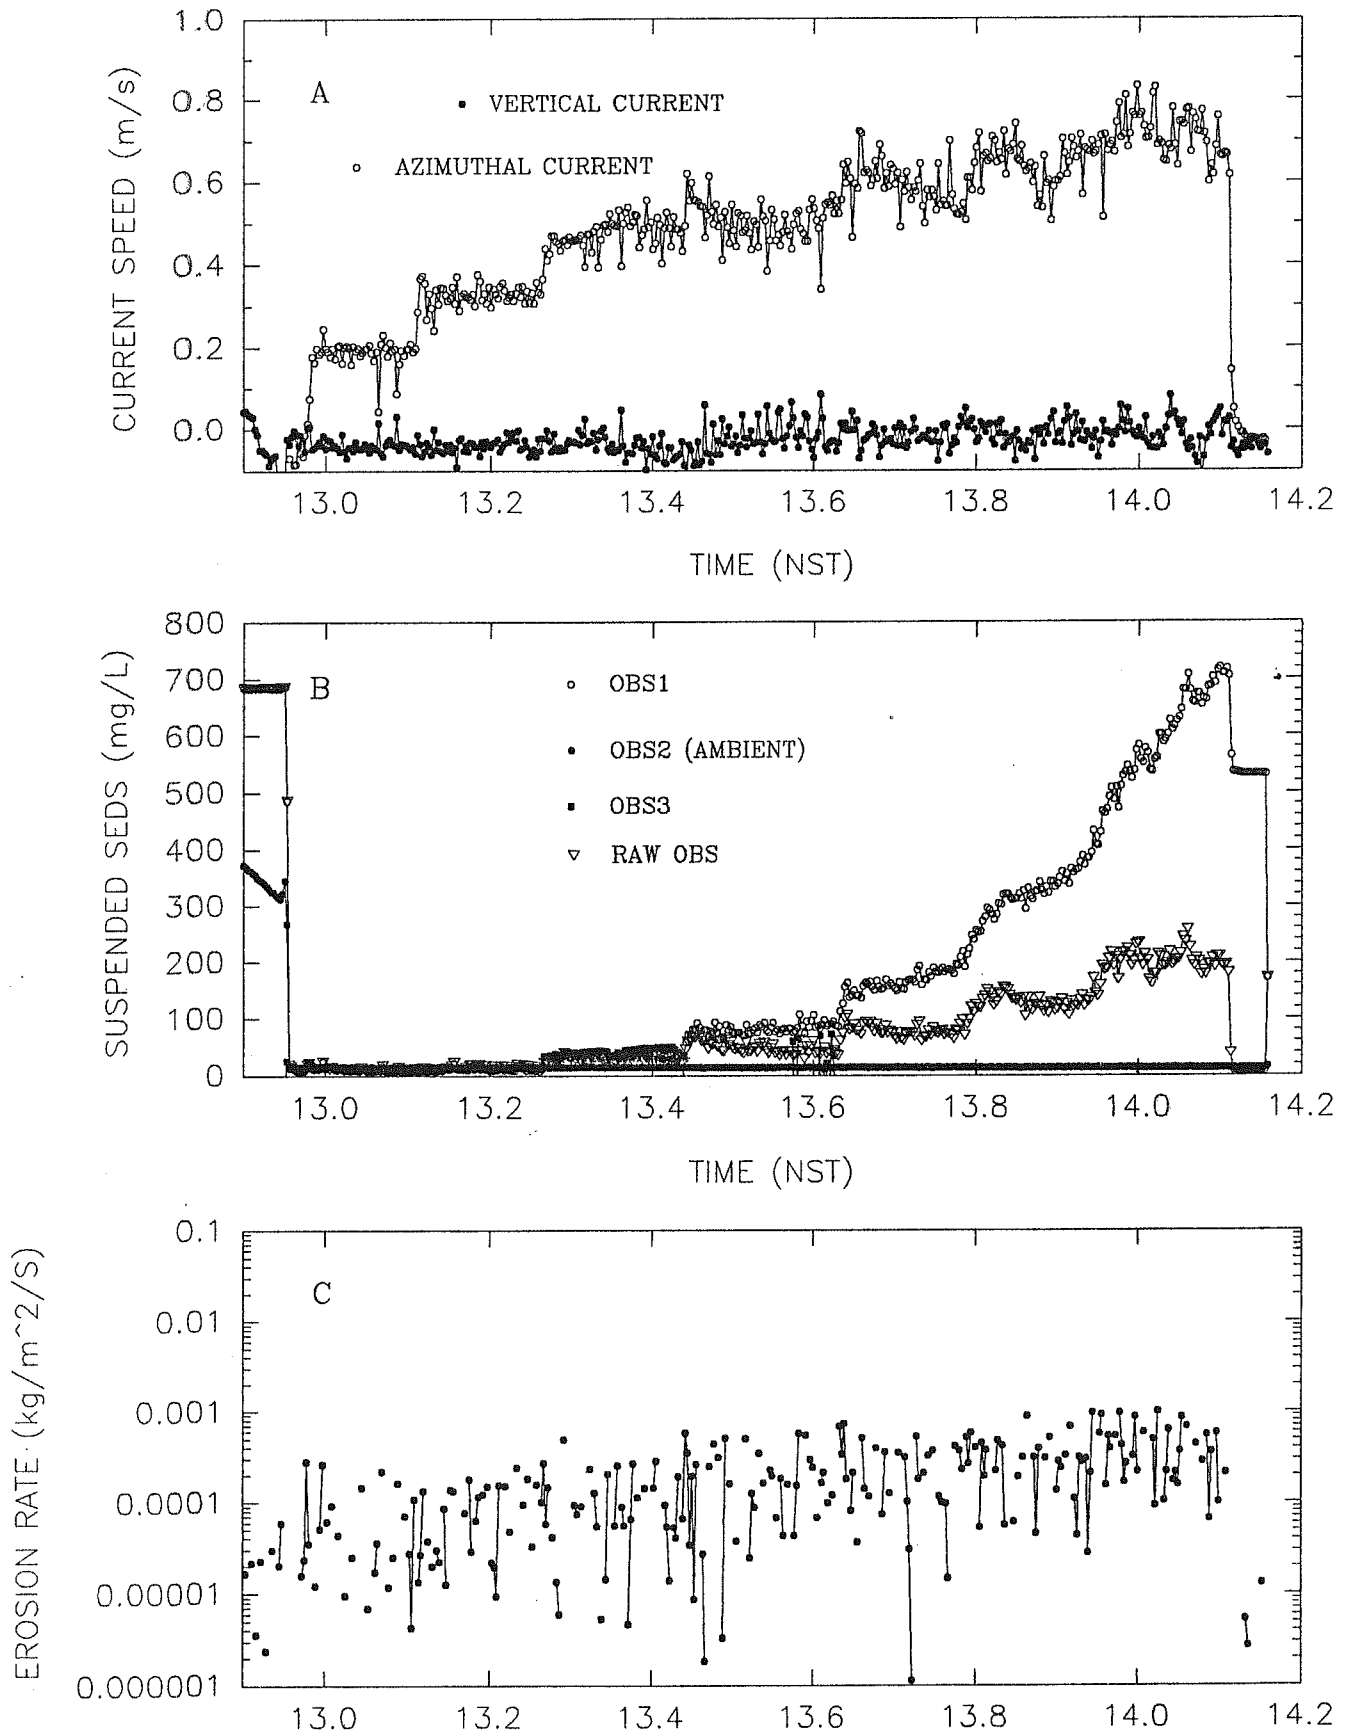 1.0
0.8
0.6
0.4
0.2
0.0
CURRENT SPEED (m/s)
A
VERTICAL CURRENT
AZIMUTHAL CURRENT
13.0 13.2 13.4 13.6 13.8 14.0 14.2
TIME (NST)
800
700
600
500
400
300
200
100
0
SUSPENDED SEDS (mg/L)
B
OBS1
OBS2 (AMBIENT)
OBS3
RAW OBS
13.0 13.2 13.4 13.6 13.8 14.0 14.2
TIME (NST)
0.1
0.01
0.001
0.0001
0.00001
0.000001
EROSION RATE (kg/m^2/S)
C
13.0 13.2 13.4 13.6 13.8 14.0 14.2